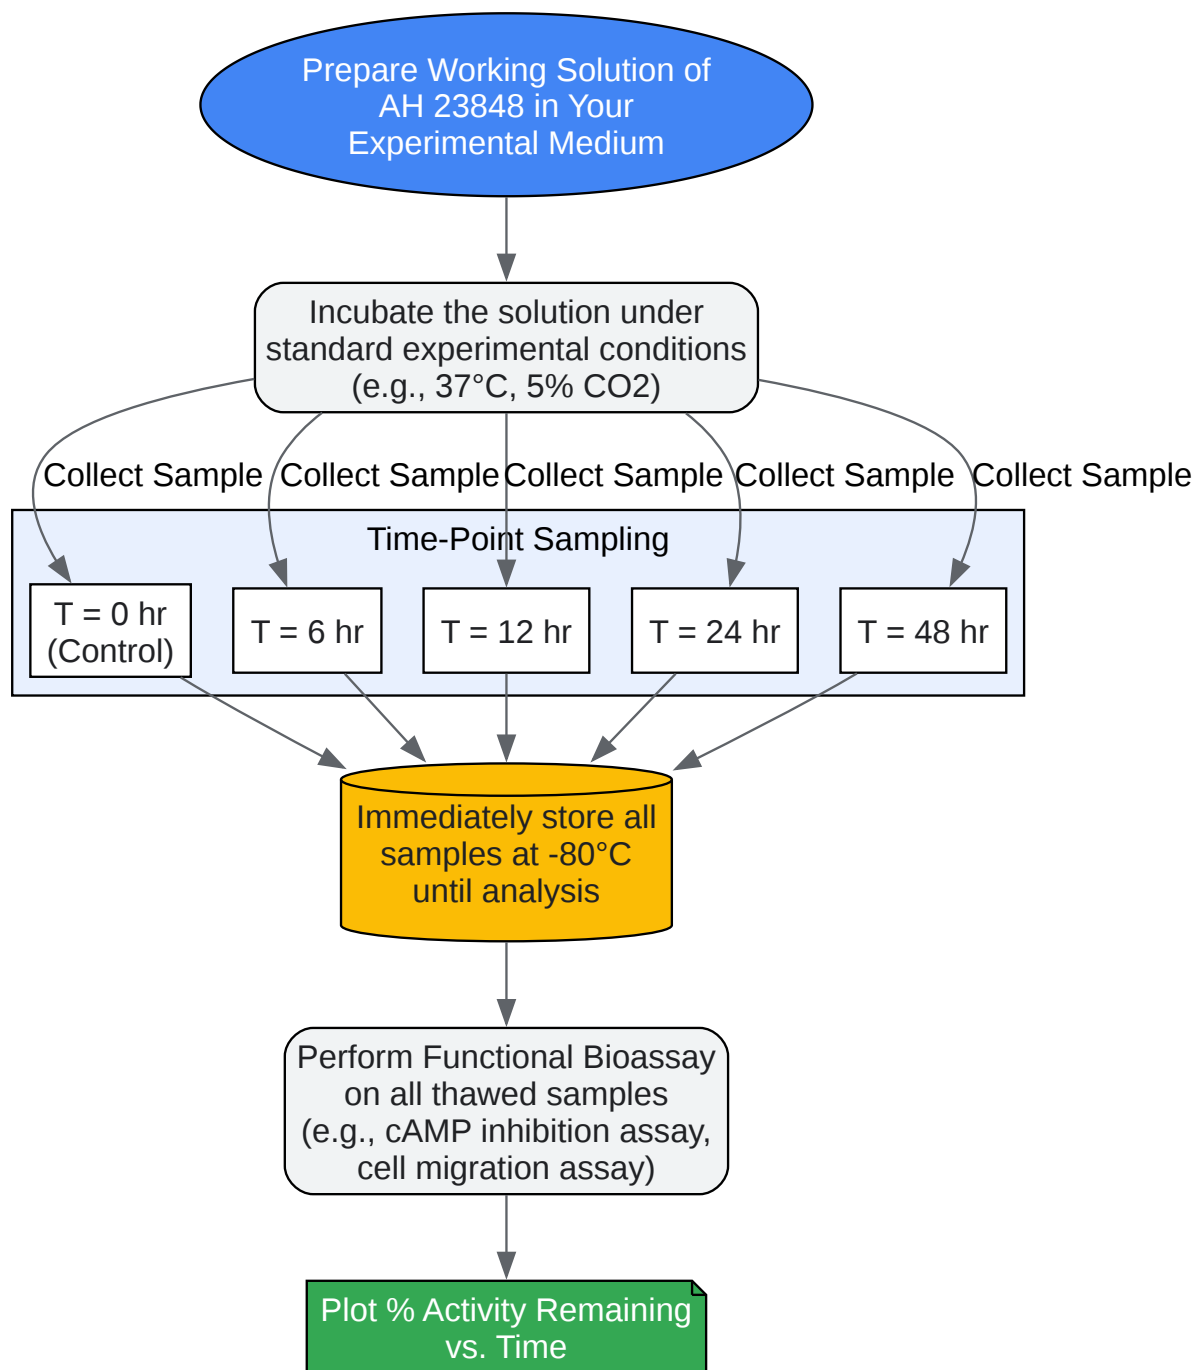 Prepare Working Solution of
AH 23848 in Your
Experimental Medium
Incubate the solution under
standard experimental conditions
(e.g., 37°C, 5% CO2)
Collect Sample
Collect Sample
Collect Sample
Collect Sample
Collect Sample
Time-Point Sampling
T = 0 hr
(Control)
T = 6 hr
T = 12 hr
T = 24 hr
T = 48 hr
Immediately store all
samples at -80°C
until analysis
Perform Functional Bioassay
on all thawed samples
(e.g., cAMP inhibition assay,
cell migration assay)
Plot % Activity Remaining
vs. Time